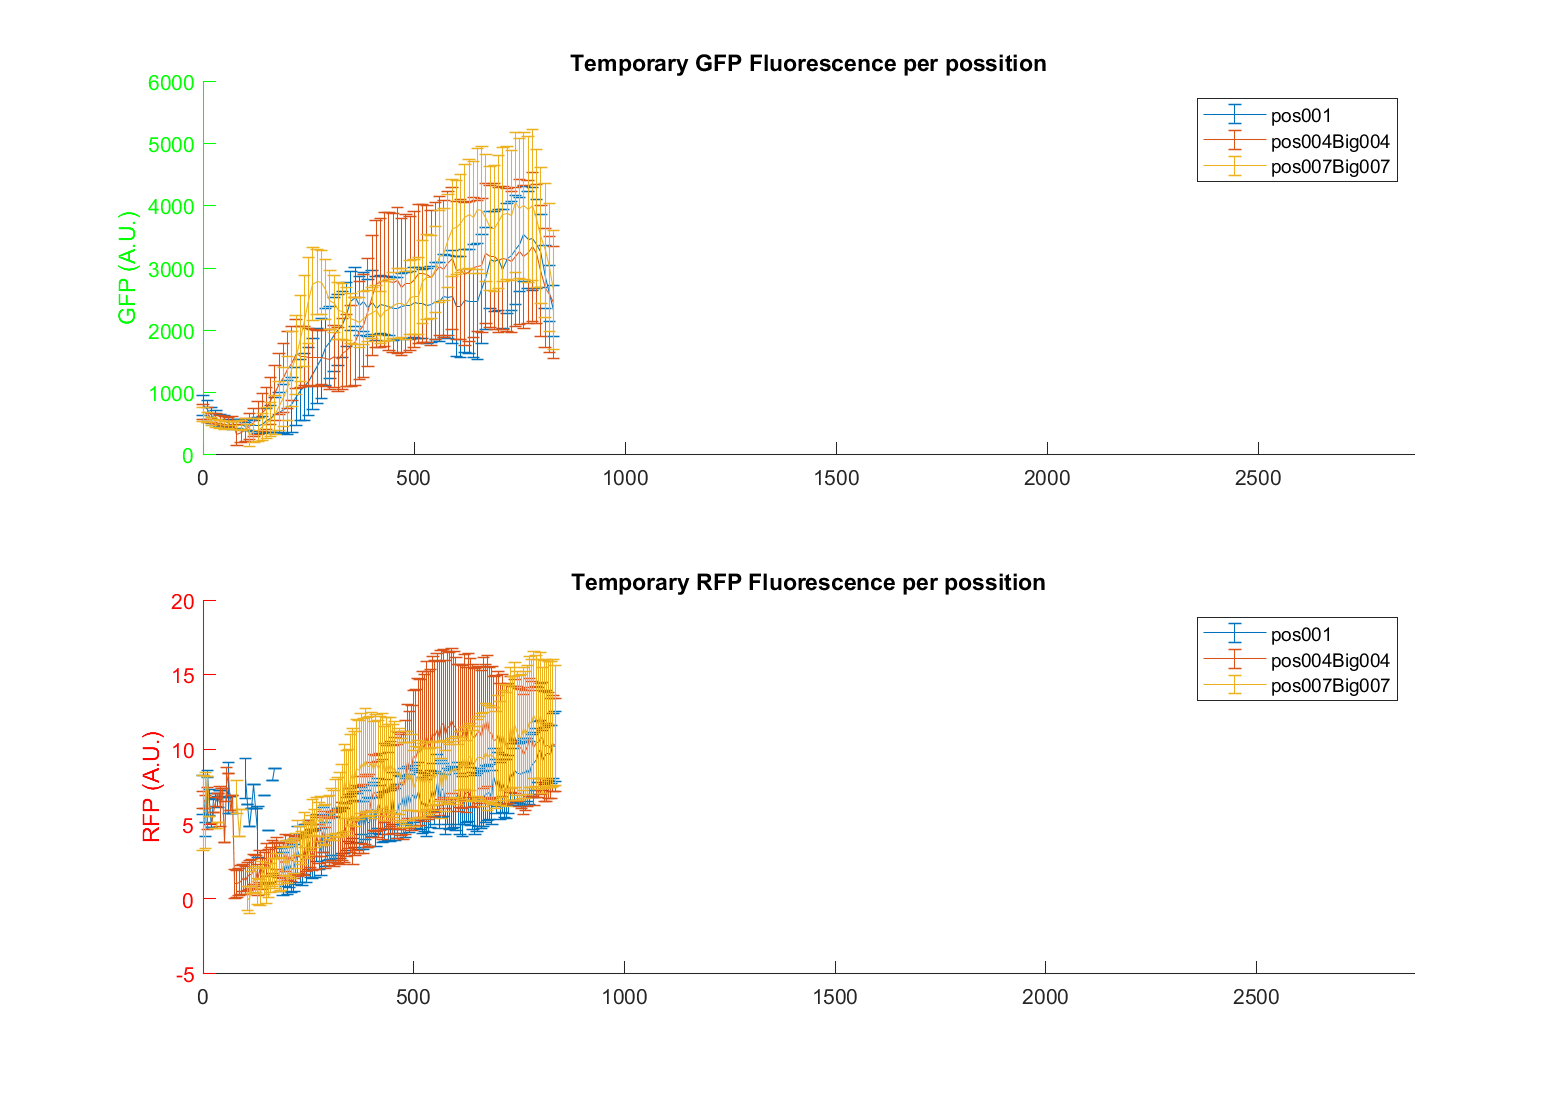 Temporary GFP Fluorescence per possition
6000
5000
4000
3000
2000
1000
0
GFP (A.U.)
0 500 1000 1500 2000 2500
pos001
pos004Big004
pos007Big007
Temporary RFP Fluorescence per possition
20
15
10
5
0
-5
RFP (A.U.)
0 500 1000 1500 2000 2500
pos001
pos004Big004
pos007Big007